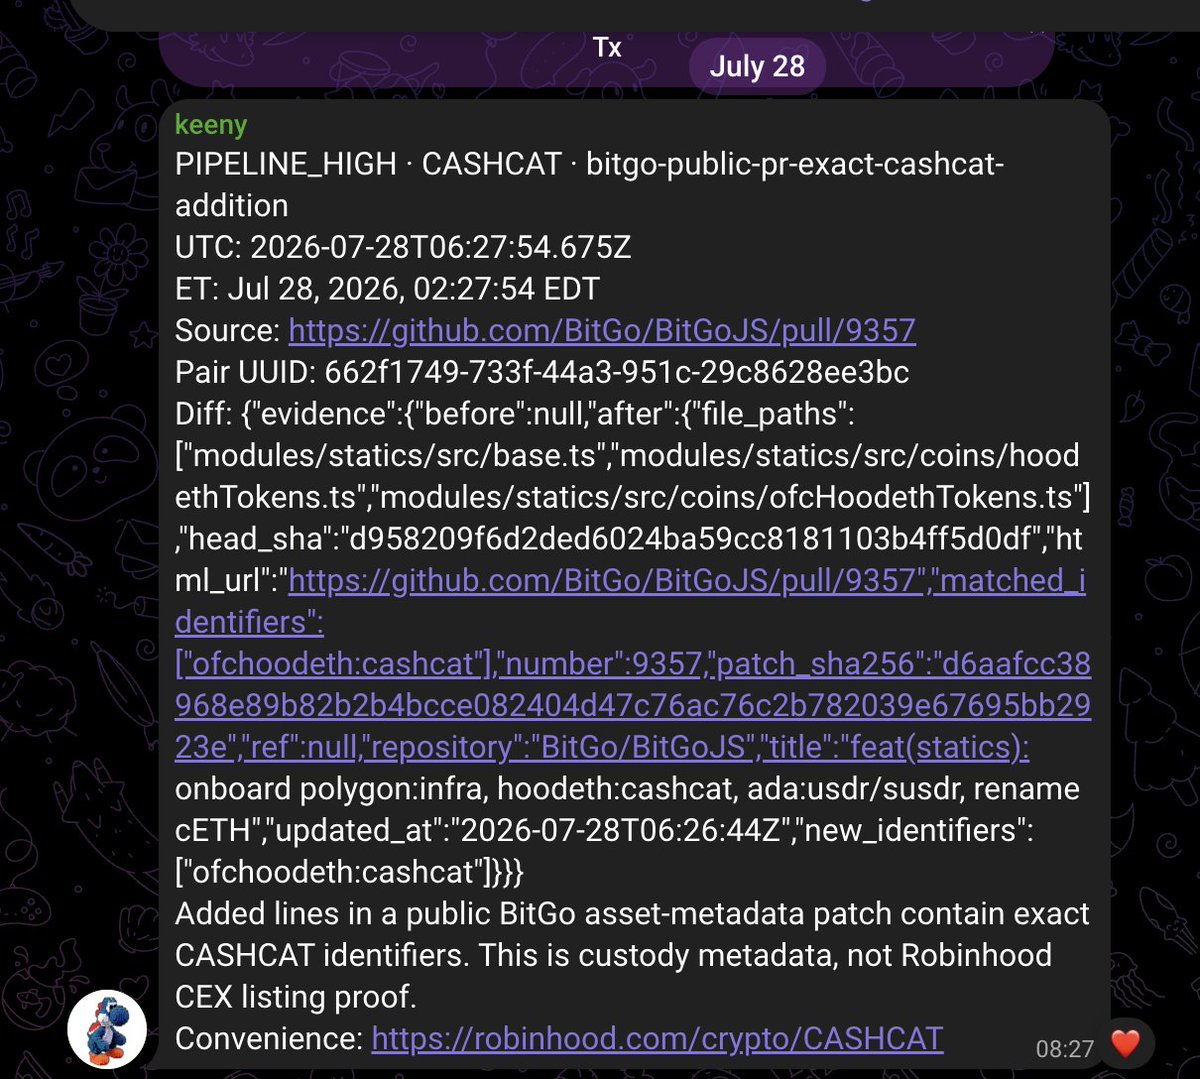 Tx
July 28
keeny
PIPELINE_HIGH · CASHCAT · bitgo-public-pr-exact-cashcat-
addition
UTC: 2026-07-28T06:27:54.675Z
ET: Jul 28, 2026, 02:27:54 EDT
Source: https://github.com/BitGo/BitGoJS/pull/9357
Pair UUID: 662f1749-733f-44a3-951c-29c8628ee3bc
Diff: {"evidence":{"before":null,"after":{"file_paths":
["modules/statics/src/base.ts","modules/statics/src/coins/hood
ethTokens.ts","modules/statics/src/coins/ofcHoodethTokens.ts"]
,"head_sha":"d958209f6d2ded6024ba59cc8181103b4ff5d0df","ht
ml_url":"https://github.com/BitGo/BitGoJS/pull/9357","matched_i
dentifiers":
["ofchoodeth:cashcat"],"number":9357,"patch_sha256":"d6aafcc38
968e89b82b2b4bcce082404d47c76ac76c2b782039e67695bb29
23e","ref":null,"repository":"BitGo/BitGoJS","title":"feat(statics):
onboard polygon:infra, hoodeth:cashcat, ada:usdr/susdr, rename
cETH","updated_at":"2026-07-28T06:26:44Z","new_identifiers":
["ofchoodeth:cashcat"]}}}
Added lines in a public BitGo asset-metadata patch contain exact
CASHCAT identifiers. This is custody metadata, not Robinhood
CEX listing proof.
Convenience: https://robinhood.com/crypto/CASHCAT
08:27